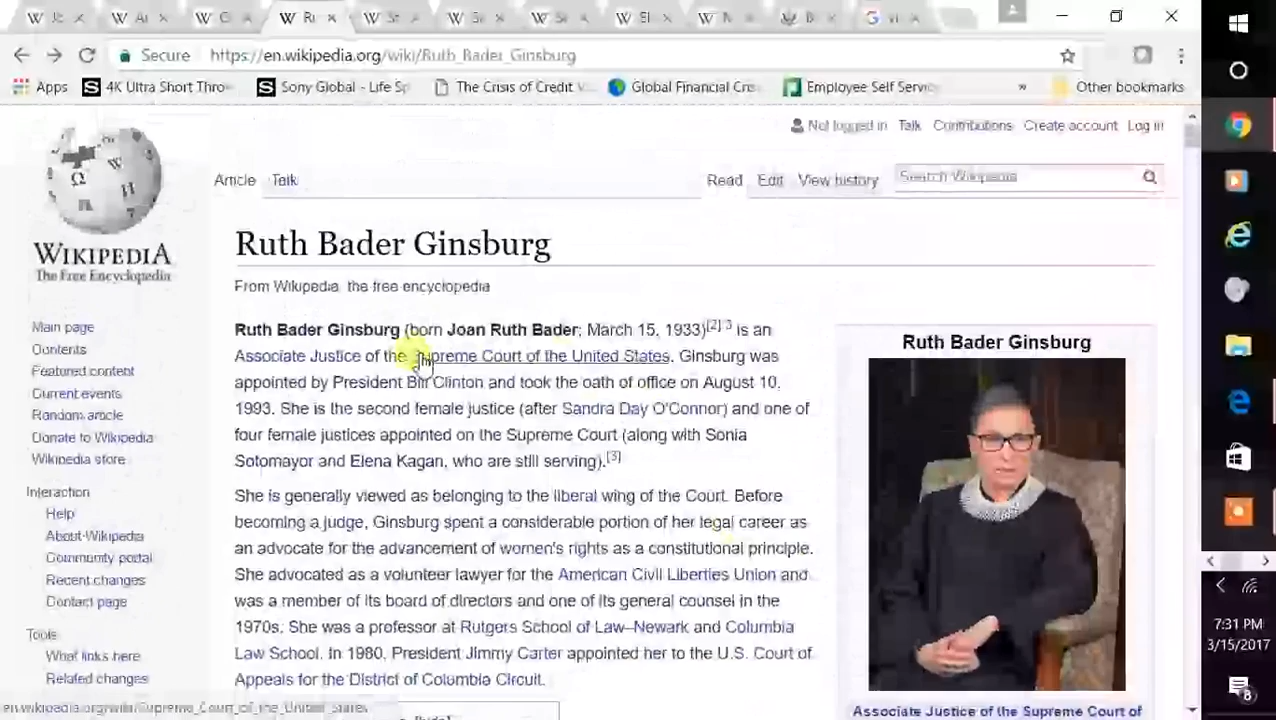 Secure
https://en.wikipedia.org/wiki/Ruth_Bader_Ginsburg
Apps
4K Ultra Short Thro
Sony Global - Life Sp
The Crisis of Credit V
Global Financial Cris
Employee Self Servic
»
Other bookmarks
Not logged in Talk Contributions Create account Log in
Article Talk
Read Edit View history
Search Wikipedia
WIKIPEDIA
The Free Encyclopedia
Main page
Contents
Featured content
Current events
Random article
Donate to Wikipedia
Wikipedia store
Interaction
Help
About Wikipedia
Community portal
Recent changes
Contact page
Tools
What links here
Related changes
Ruth Bader Ginsburg
From Wikipedia, the free encyclopedia
Ruth Bader Ginsburg (born Joan Ruth Bader; March 15, 1933)[2][3] is an
Associate Justice of the Supreme Court of the United States. Ginsburg was
appointed by President Bill Clinton and took the oath of office on August 10,
1993. She is the second female justice (after Sandra Day O'Connor) and one of
four female justices appointed on the Supreme Court (along with Sonia
Sotomayor and Elena Kagan, who are still serving).[3]
She is generally viewed as belonging to the liberal wing of the Court. Before
becoming a judge, Ginsburg spent a considerable portion of her legal career as
an advocate for the advancement of women's rights as a constitutional principle.
She advocated as a volunteer lawyer for the American Civil Liberties Union and
was a member of its board of directors and one of its general counsel in the
1970s. She was a professor at Rutgers School of Law–Newark and Columbia
Law School. In 1980, President Jimmy Carter appointed her to the U.S. Court of
Appeals for the District of Columbia Circuit.
Ruth Bader Ginsburg
Associate Justice of the Supreme Court of
en.wikipedia.org/wiki/Supreme_Court_of_the_United_States
7:31 PM
3/15/2017
8